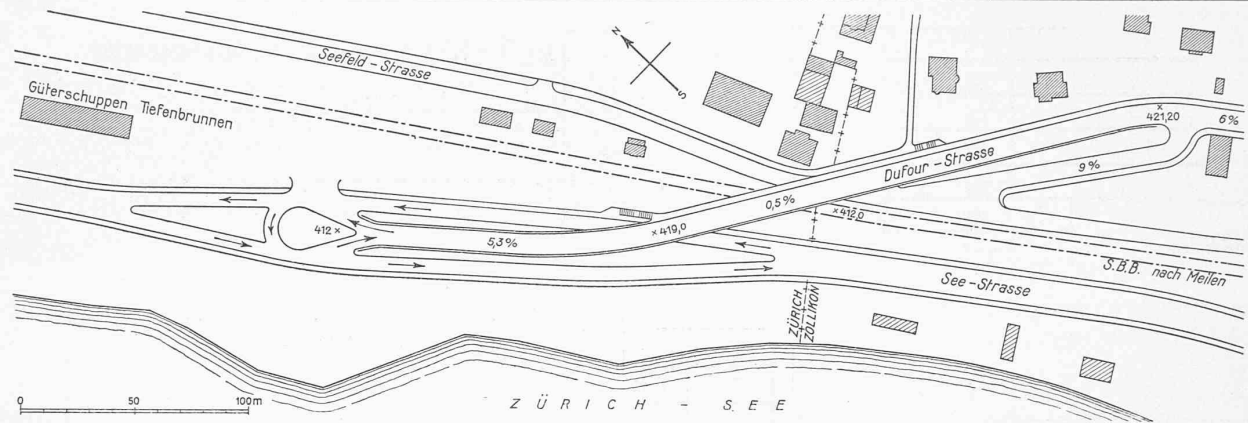 Seefeld-Strasse
Güterschuppen Tiefenbrunnen
N
S
421,20
6%
Dufour-Strasse
9%
0,5%
412
412,0
419,0
5,3%
S.B.B. nach Meilen
See-Strasse
ZÜRICH
ZOLLIKON
0 50 100m
ZÜRICH-SEE